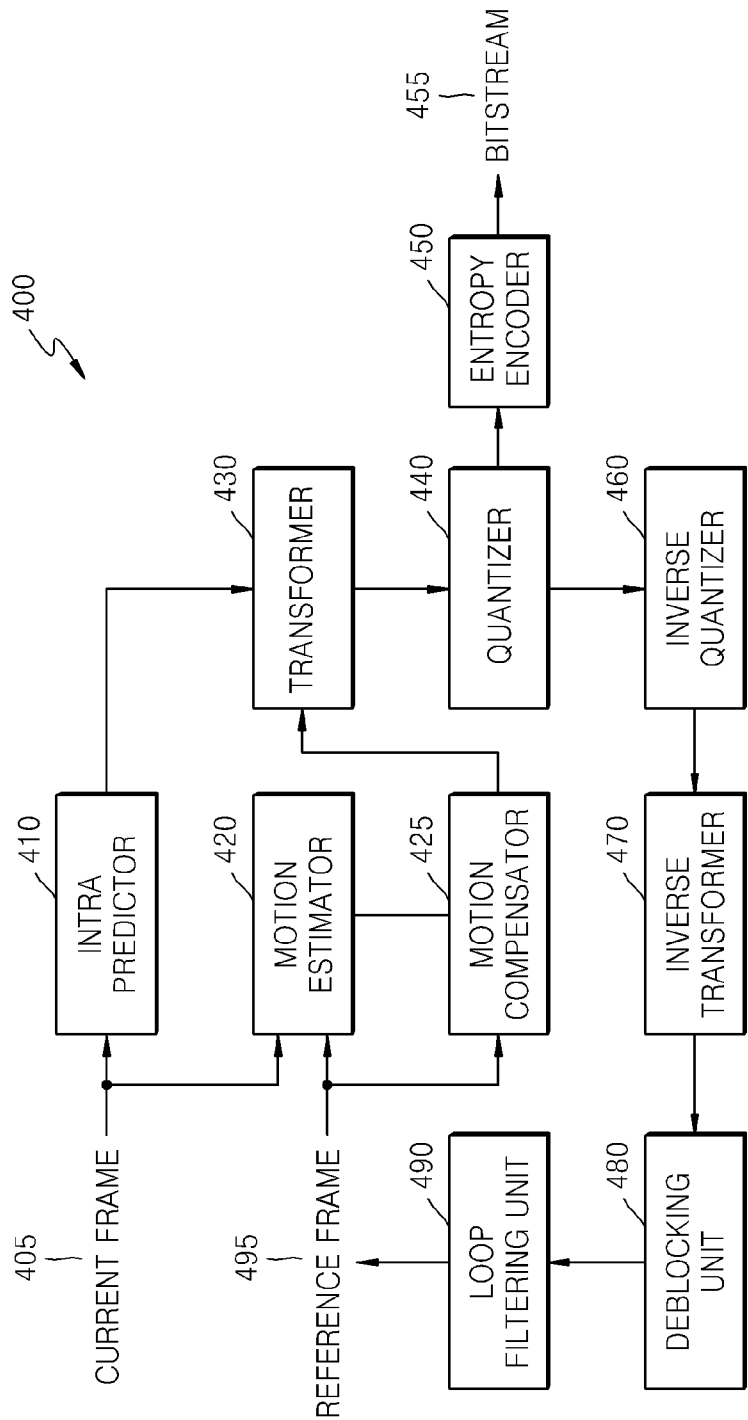 400
405
CURRENT FRAME
410
INTRA
PREDICTOR
495
REFERENCE FRAME
420
MOTION
ESTIMATOR
425
MOTION
COMPENSATOR
430
TRANSFORMER
440
QUANTIZER
450
ENTROPY
ENCODER
455
BITSTREAM
490
LOOP
FILTERING UNIT
480
DEBLOCKING
UNIT
470
INVERSE
TRANSFORMER
460
INVERSE
QUANTIZER